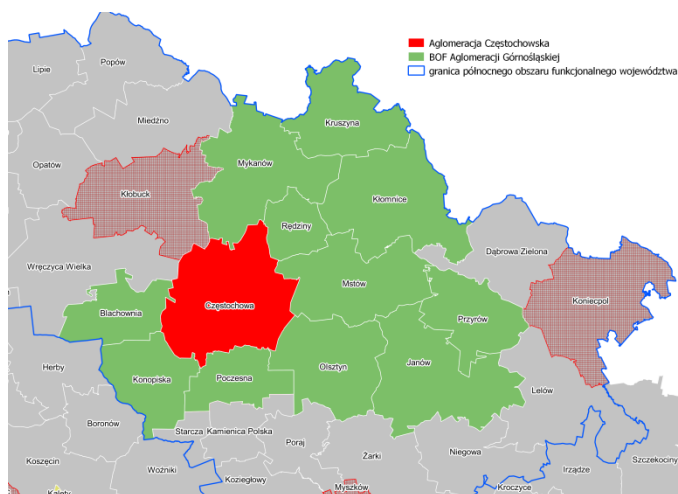 Aglomeracja Częstochowska
BOF Aglomeracji Górnośląskiej
granica północnego obszaru funkcjonalnego województwa
Lipie
Popów
Miedźno
Kruszyna
Opatów
Mykanów
Kłobuck
Kłomnice
Rędziny
Dąbrowa Zielona
Wręczyca Wielka
Mstów
Blachownia
Częstochowa
Koniecpol
Przyrów
Herby
Konopiska
Poczesna
Olsztyn
Janów
Lelów
Boronów
Starcza
Kamienica Polska
Poraj
Żarki
Niegowa
Koszęcin
Woźniki
Koziegłowy
Irządze
Szczekociny
Myszków
Kroczyce